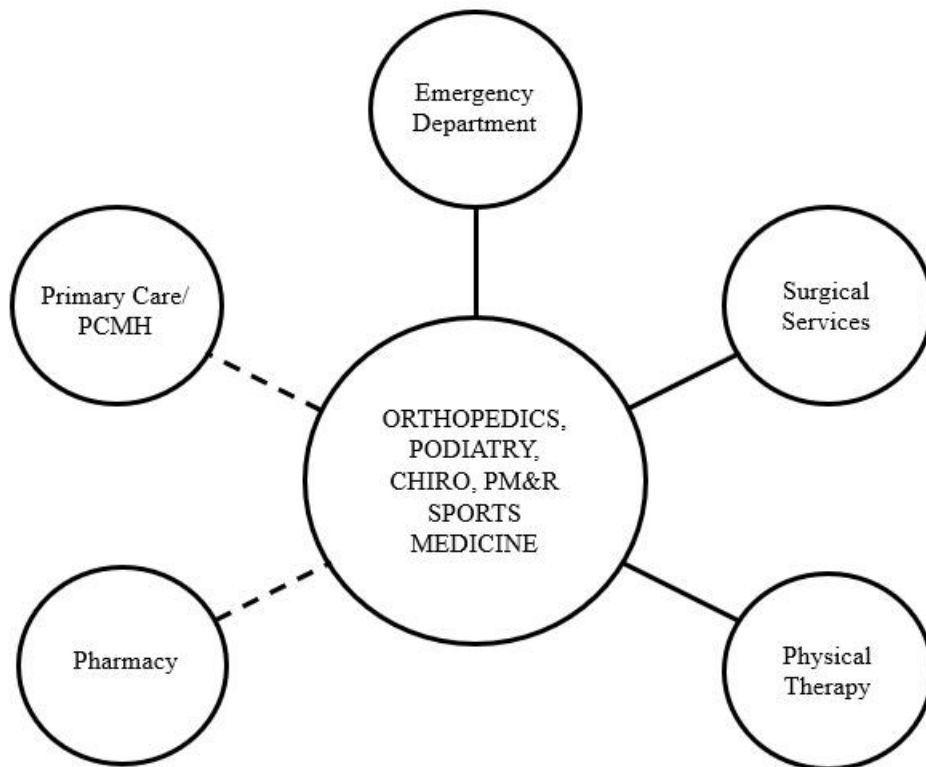 Emergency
Department
Primary Care/
PCMH
Surgical
Services
ORTHOPEDICS,
PODIATRY,
CHIRO, PM&R
SPORTS
MEDICINE
Pharmacy
Physical
Therapy